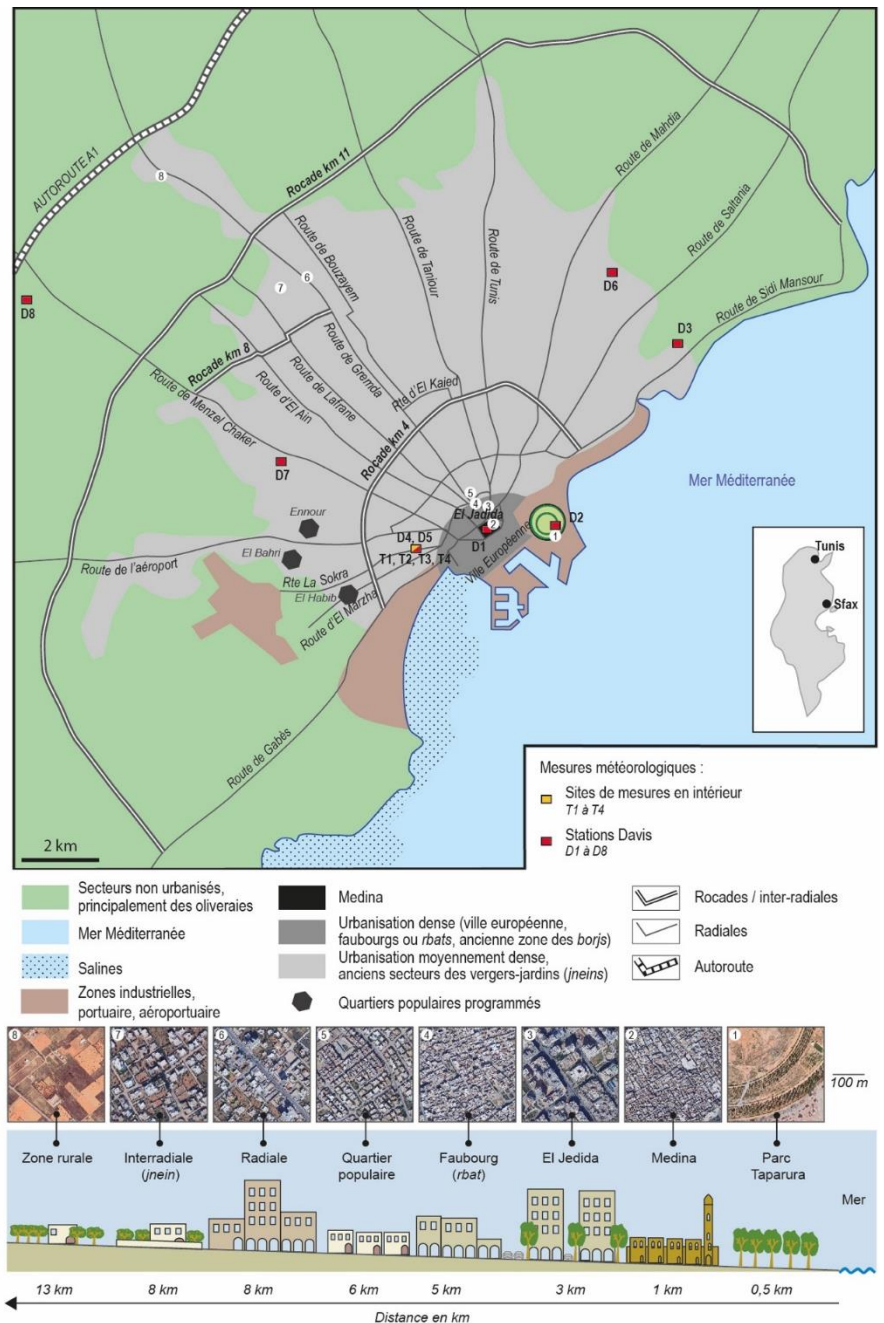 AUTOROUTE A1
Rocade km 11
Route de Mahdia
Route de Saltania
Route de Sidi Mansour
Route de Bouzayem
Route de Taniour
Route de Tunis
8
7
6
D8
D6
D3
Rocade km 8
Route de Gremda
Rte d'El Kaied
Route de Lafrane
Route d'El Ain
Route de Menzel Chaker
Rocade km 4
Mer Méditerranée
D7
5
4
3
El Jadida
2
D2
1
Ennour
D4, D5
D1
Ville Européenne
El Bahri
T1, T2, T3, T4
Route de l'aéroport
Rte La Sokra
El Habib
Route d'El Marzha
Route de Gabès
Tunis
Sfax
2 km
Mesures météorologiques :
Sites de mesures en intérieur
T1 à T4
Stations Davis
D1 à D8
Secteurs non urbanisés,
principalement des oliveraies
Mer Méditerranée
Salines
Zones industrielles,
portuaire, aéroportuaire
Medina
Urbanisation dense (ville européenne,
faubourgs ou rbats, ancienne zone des borjs)
Urbanisation moyennement dense,
anciens secteurs des vergers-jardins (jneins)
Quartiers populaires programmés
Rocades / inter-radiales
Radiales
Autoroute
8 7 6 5 4 3 2 1
100 m
Zone rurale
Interradiale
(jnein)
Radiale
Quartier
populaire
Faubourg
(rbat)
El Jedida
Medina
Parc
Taparura
Mer
13 km 8 km 8 km 6 km 5 km 3 km 1 km 0,5 km
Distance en km